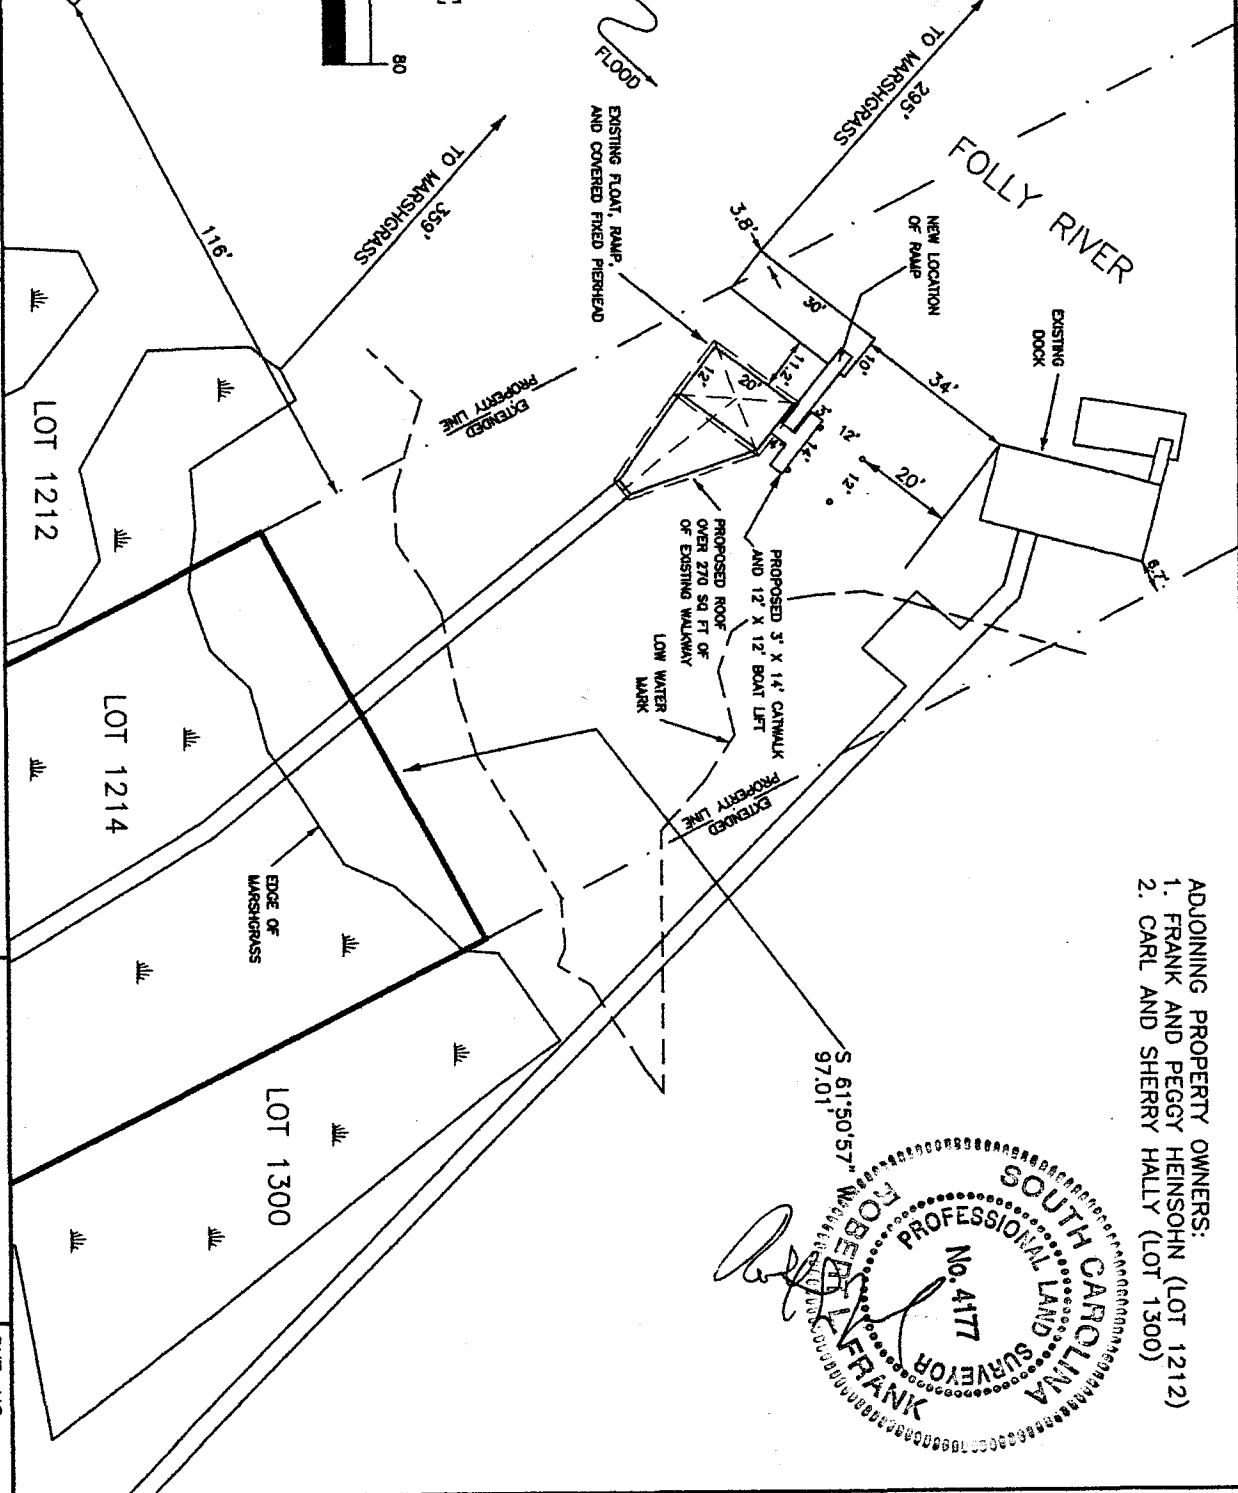 ADJOINING PROPERTY OWNERS:
1. FRANK AND PEGGY HEINSOHN (LOT 1212)
2. CARL AND SHERRY HALLY (LOT 1300)
FOLLY RIVER
TO MARSHGRASS
295'
FLOOD
80
EXISTING
DOCK
6.7'
NEW LOCATION
OF RAMP
3.8'
30'
10'
34'
11.2'
20'
12'
3'
4'
14'
12'
12'
20'
EXISTING FLOAT, RAMP,
AND COVERED FIXED PIERHEAD
PROPOSED 3' X 14' CATWALK
AND 12' X 12' BOAT LIFT
PROPOSED ROOF
OVER 270 SQ FT OF
EXISTING WALKWAY
LOW WATER
MARK
EXTENDED
PROPERTY LINE
EXTENDED
PROPERTY LINE
TO MARSHGRASS
359'
116'
S 61°50'57" W
97.01'
SOUTH CAROLINA
PROFESSIONAL LAND SURVEYOR
No. 4177
ROBERT L. FRANK
EDGE OF
MARSHGRASS
LOT 1212
LOT 1214
LOT 1300